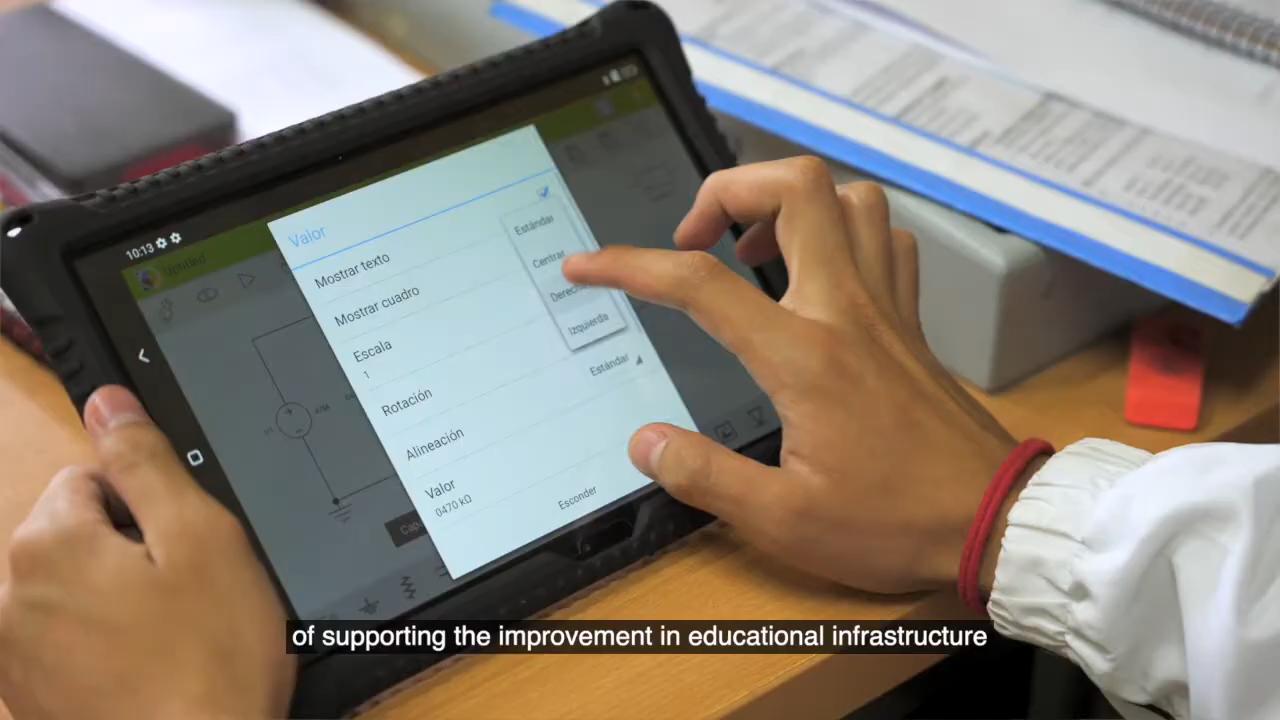 10:13
Untitled
Valor
Mostrar texto
Mostrar cuadro
Escala
1
Rotación
Alineación
Valor
0470 kΩ
Estándar
Centrar
Izquierda
Estándar
Esconder
of supporting the improvement in educational infrastructure